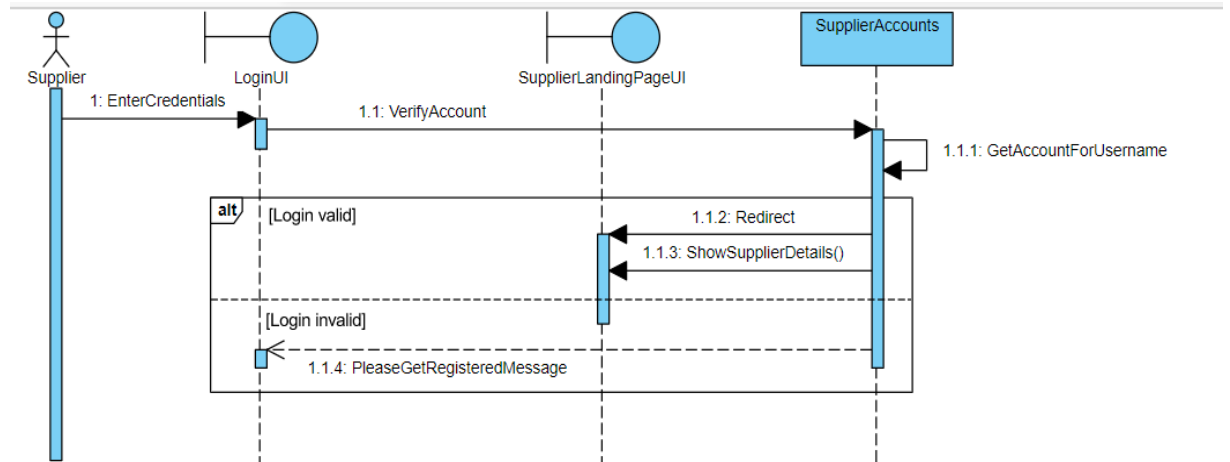 SupplierAccounts
Supplier
LoginUI
SupplierLandingPageUI
1: EnterCredentials
1.1: VerifyAccount
1.1.1: GetAccountForUsername
alt
[Login valid]
1.1.2: Redirect
1.1.3: ShowSupplierDetails()
[Login invalid]
1.1.4: PleaseGetRegisteredMessage